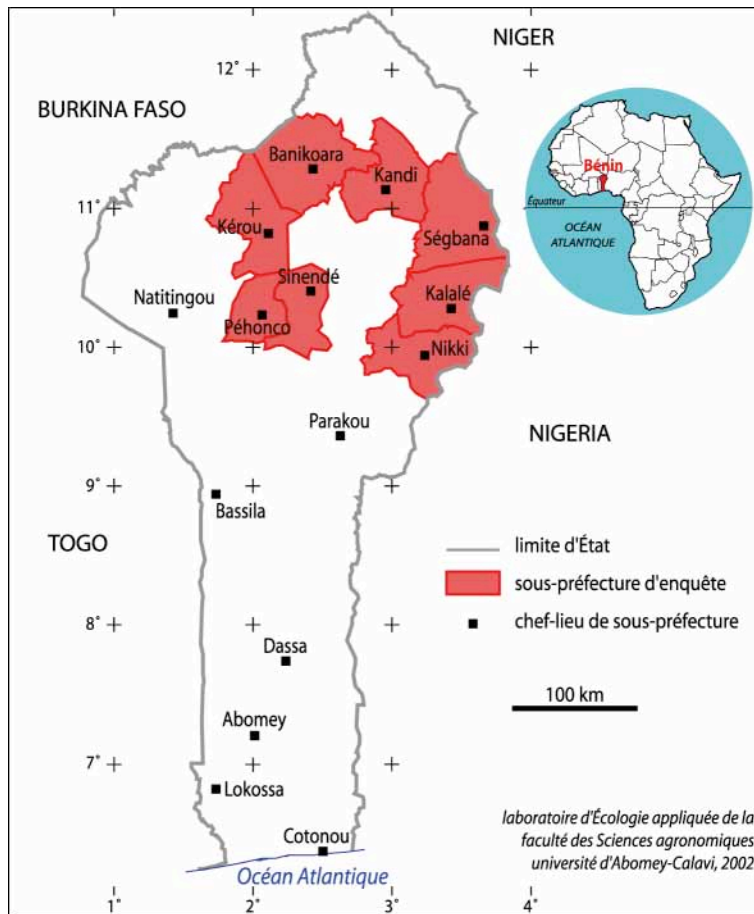 NIGER
12˚
BURKINA FASO
Banikoara
Kandi
Bénin
11˚
Kérou
Ségbana
Équateur
OCÉAN
ATLANTIQUE
Sinendé
Natitingou
Kalalé
Péhonco
10˚
Nikki
Parakou
NIGERIA
9˚
Bassila
TOGO
limite d'État
sous-préfecture d'enquête
8˚
chef-lieu de sous-préfecture
Dassa
100 km
Abomey
7˚
Lokossa
laboratoire d'Écologie appliquée de la
faculté des Sciences agronomiques
université d'Abomey-Calavi, 2002
Cotonou
Océan Atlantique
1˚ 2˚ 3˚ 4˚